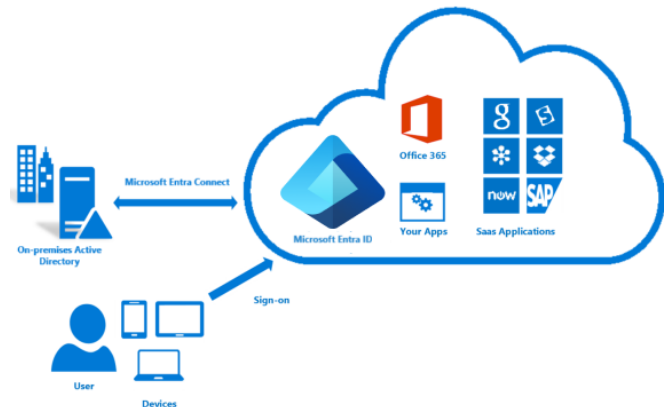 Office 365
Microsoft Entra Connect
On-premises Active
Directory
Microsoft Entra ID
Your Apps
Saas Applications
g
S
now
SAP
Sign-on
User
Devices